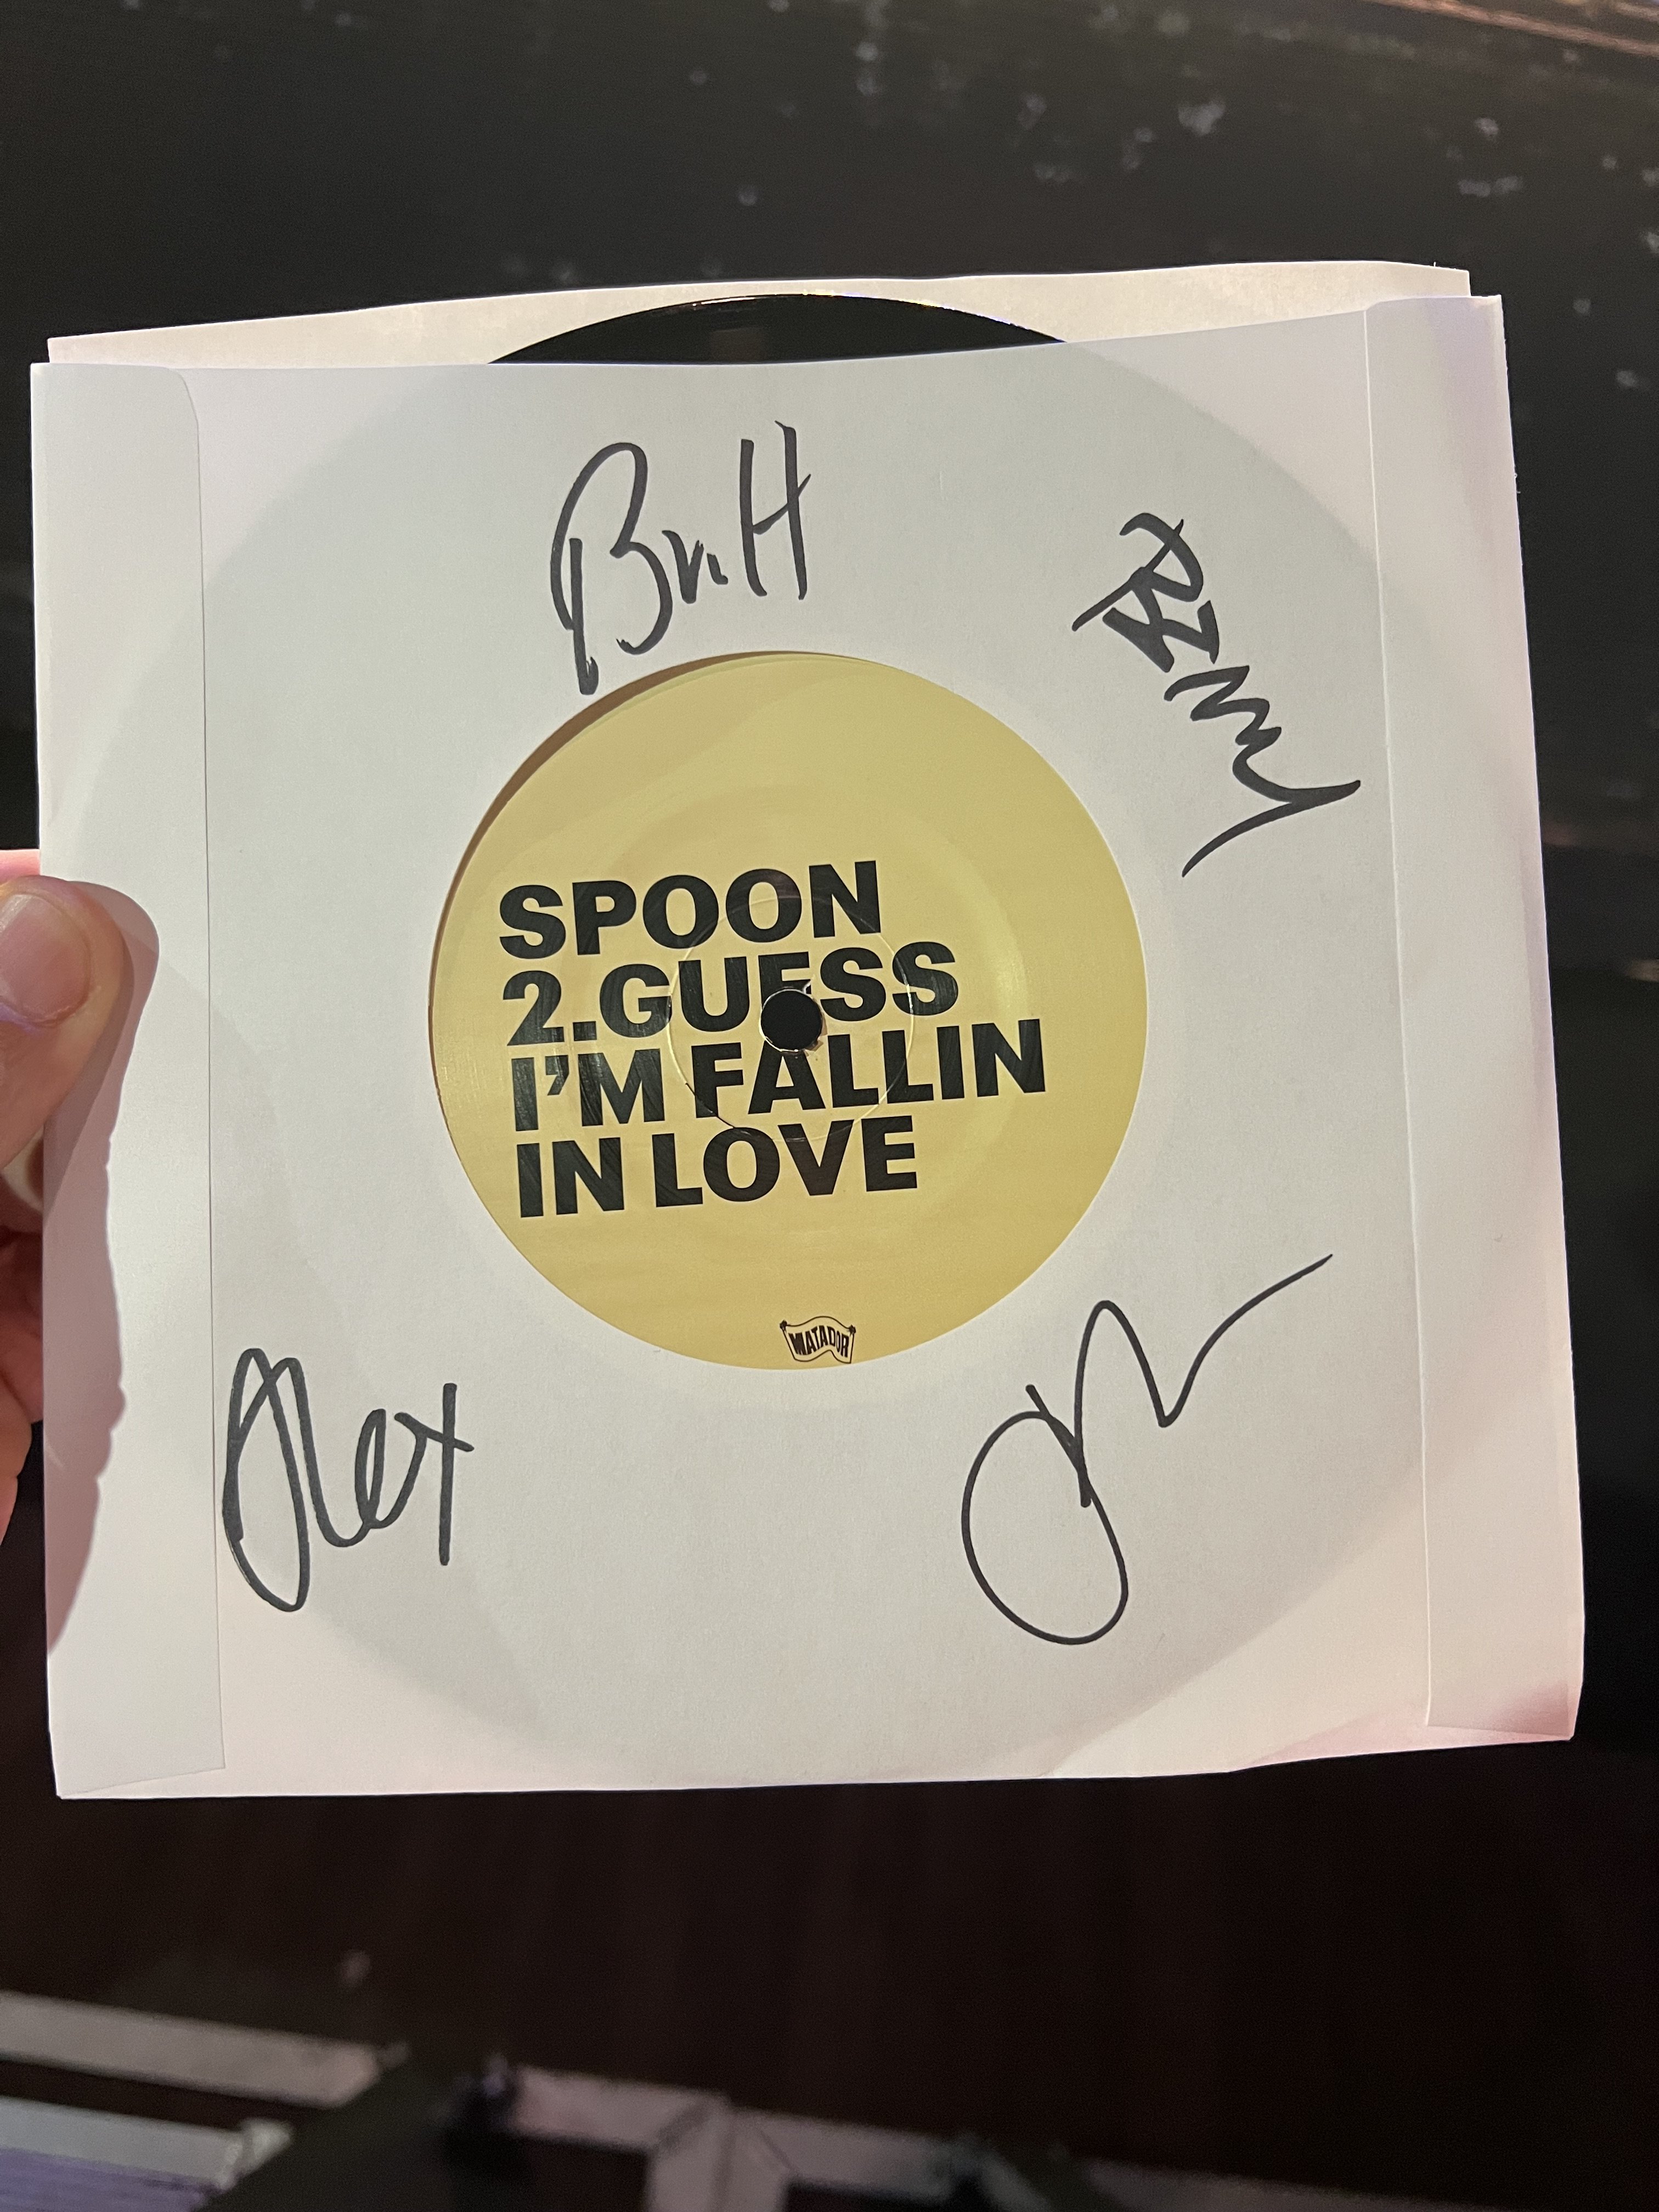 Britt
SPOON
2.GUESS
I'M FALLIN
IN LOVE
MATADOR
Alex